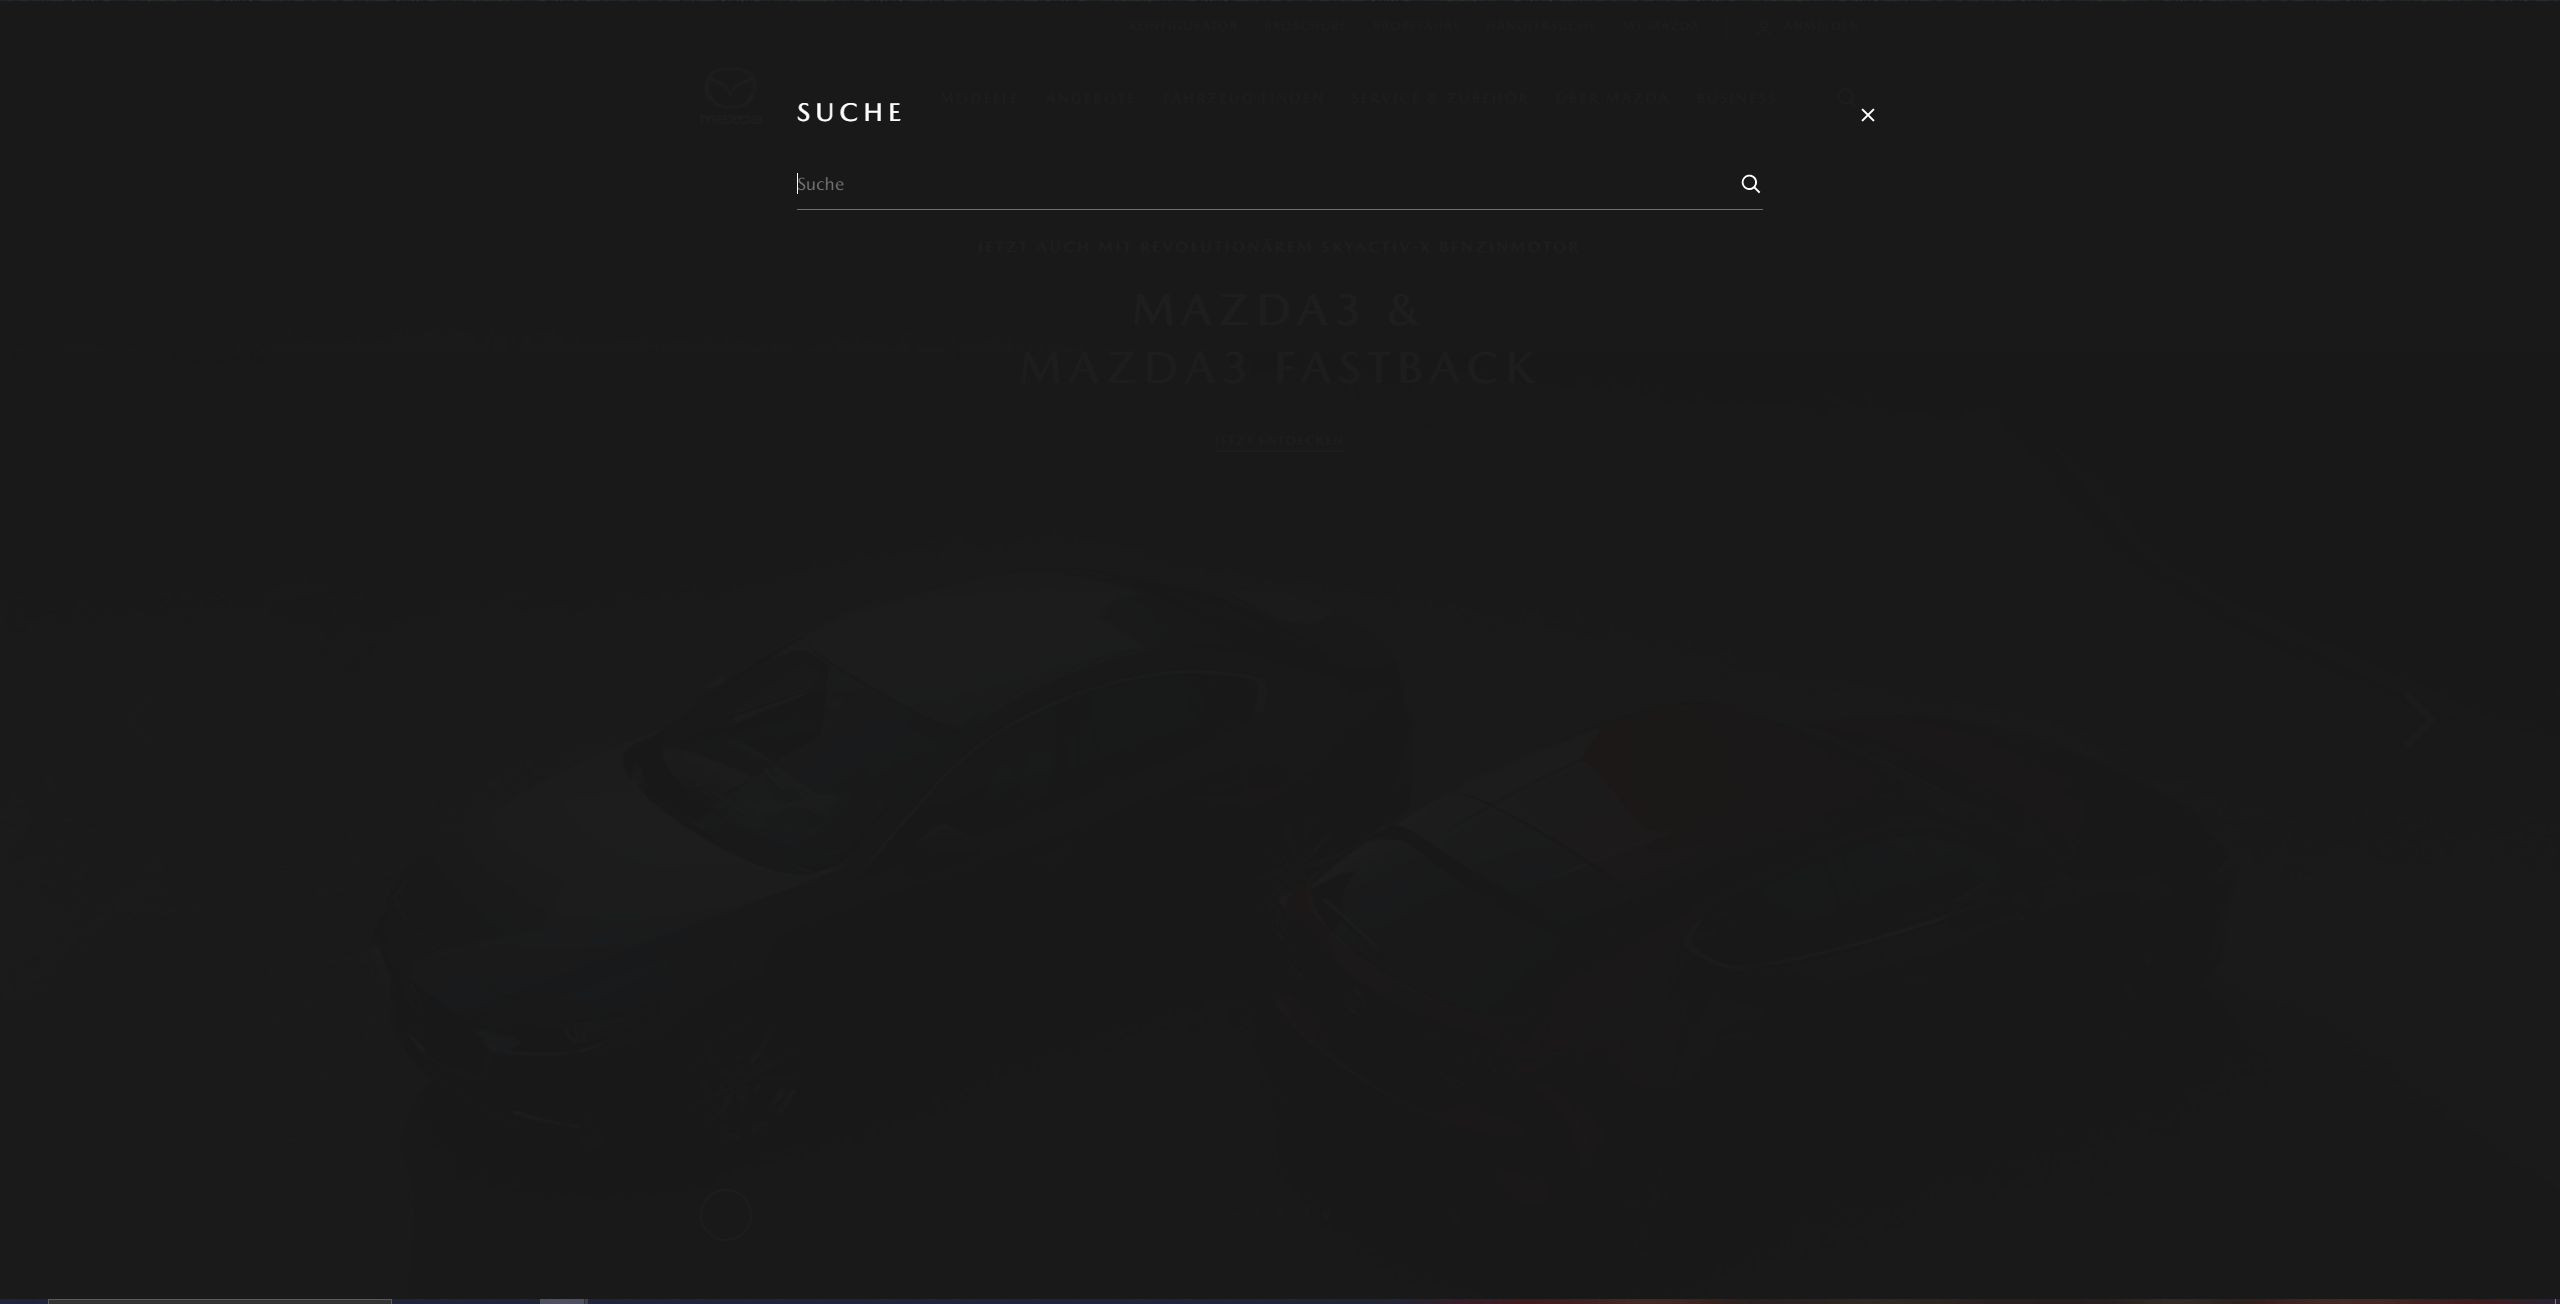 MODELLE ANGEBOTE FAHRZEUG FINDEN SERVICE & ZUBEHÖR ÜBER MAZDA BUSINESS
mazda
SUCHE
Suche
JETZT AUCH MIT REVOLUTIONÄREM SKYACTIV-X BENZINMOTOR
MAZDA3 &
MAZDA3 FASTBACK